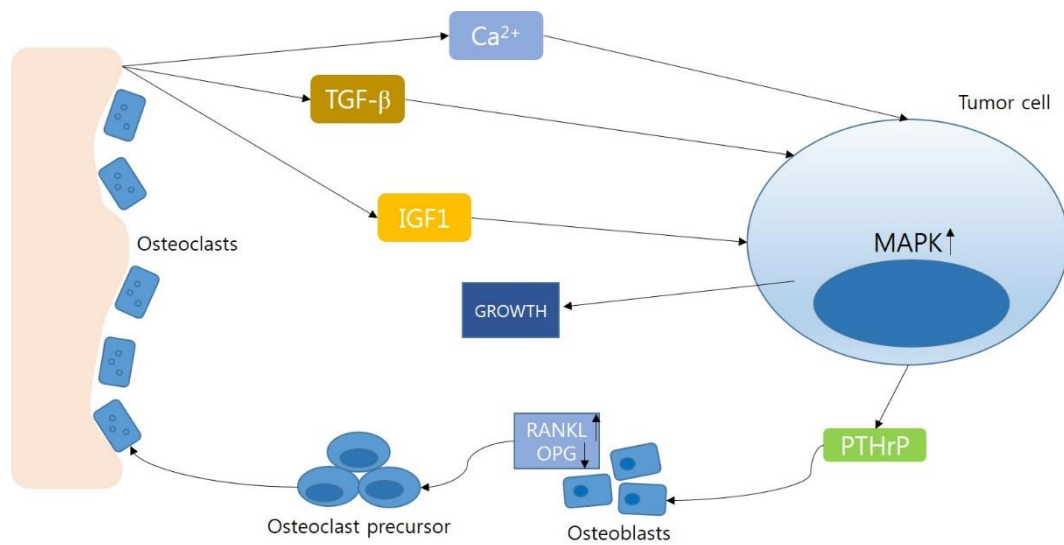 Ca²⁺
TGF-β
Tumor cell
IGF1
Osteoclasts
MAPK
GROWTH
RANKL
OPG
PTHrP
Osteoclast precursor
Osteoblasts